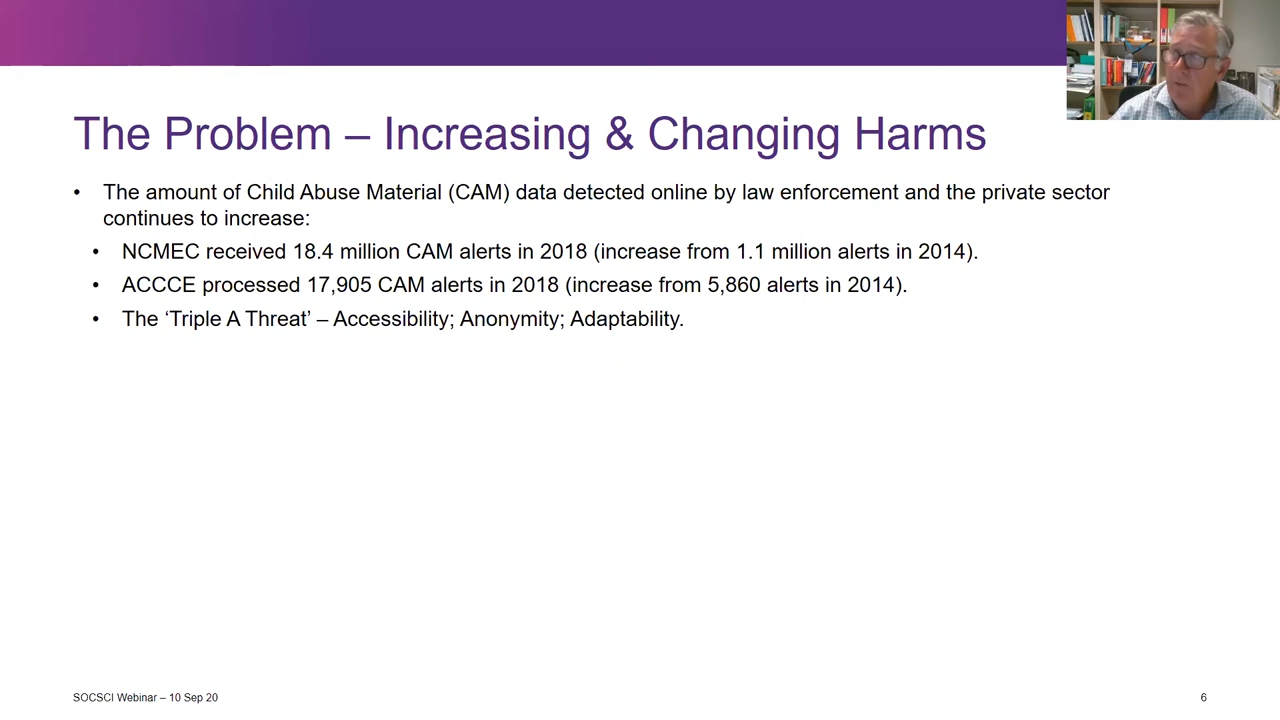 The Problem – Increasing & Changing Harms
• The amount of Child Abuse Material (CAM) data detected online by law enforcement and the private sector
continues to increase:
• NCMEC received 18.4 million CAM alerts in 2018 (increase from 1.1 million alerts in 2014).
• ACCCE processed 17,905 CAM alerts in 2018 (increase from 5,860 alerts in 2014).
• The ‘Triple A Threat’ – Accessibility; Anonymity; Adaptability.
SOCSCI Webinar – 10 Sep 20
6